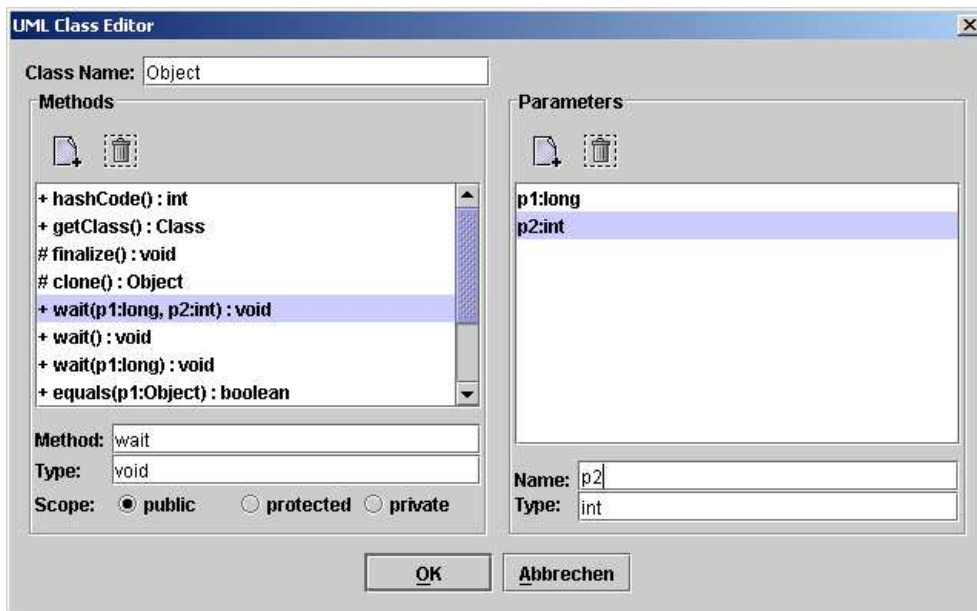 UML Class Editor
Class Name: Object
Methods
+ hashCode() : int
+ getClass() : Class
# finalize() : void
# clone() : Object
+ wait(p1:long, p2:int) : void
+ wait() : void
+ wait(p1:long) : void
+ equals(p1:Object) : boolean
Method: wait
Type: void
Scope: public protected private
Parameters
p1:long
p2:int
Name: p2
Type: int
OK Abbrechen